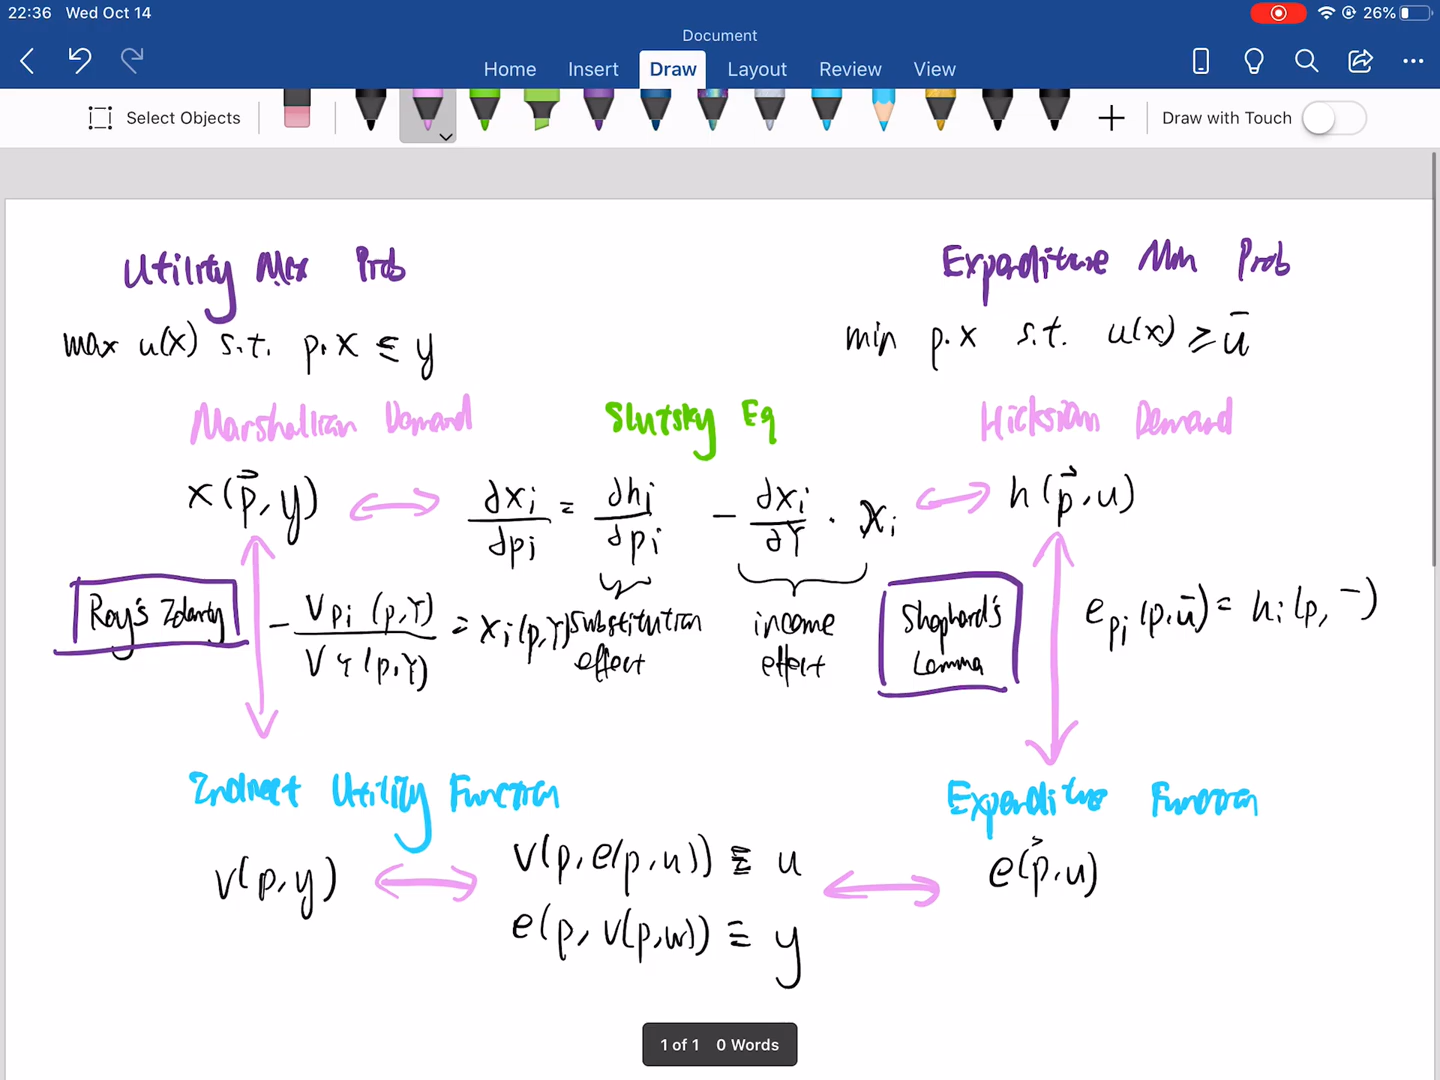 22:36 Wed Oct 14 26%
Document
Home Insert Draw Layout Review View
Select Objects Draw with Touch
Utility Max Prob
max u(x) s.t. p.x ≤ y
Expenditure Min Prob
min p.x s.t. u(x) ≥ ū
Marshallian Demand
Slutsky Eq
Hicksian Demand
x(p⃗, y) ↔ ∂xi/∂pi = ∂hi/∂pi - ∂xi/∂Y · xi ↔ h(p⃗, u)
substitution effect
income effect
Roy's Identity
- Vpi (p,Y) / VY (p,Y) = xi(p,Y)
Shephard's Lemma
e pi (p,ū) = hi(p, ‾)
Indirect Utility Function
Expenditure Function
v(p,y) ↔ v(p,e(p,u)) ≡ u ↔ e(p⃗,u)
e(p, v(p,w)) ≡ y
1 of 1 0 Words